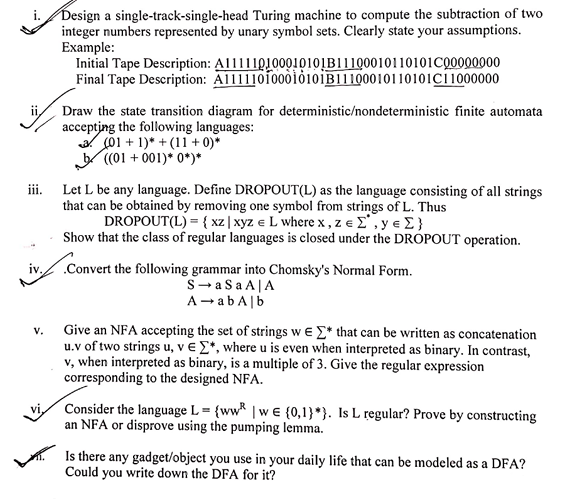 i. Design a single-track-single-head Turing machine to compute the subtraction of two
integer numbers represented by unary symbol sets. Clearly state your assumptions.
Example:
Initial Tape Description: A11111010001010 1B11100010110101C00000000
Final Tape Description: A111110100010101B11100010110101C11000000
ii. Draw the state transition diagram for deterministic/nondeterministic finite automata
accepting the following languages:
a. (01 + 1)* + (11 + 0)*
b. ((01 + 001)* 0*)*
iii. Let L be any language. Define DROPOUT(L) as the language consisting of all strings
that can be obtained by removing one symbol from strings of L. Thus
DROPOUT(L) = { xz | xyz ∈ L where x , z ∈ Σ* , y ∈ Σ }
Show that the class of regular languages is closed under the DROPOUT operation.
iv. .Convert the following grammar into Chomsky's Normal Form.
S → a S a A | A
A → a b A | b
v. Give an NFA accepting the set of strings w ∈ Σ* that can be written as concatenation
u.v of two strings u, v ∈ Σ*, where u is even when interpreted as binary. In contrast,
v, when interpreted as binary, is a multiple of 3. Give the regular expression
corresponding to the designed NFA.
vi. Consider the language L = {wwᴿ | w ∈ {0,1}*}. Is L regular? Prove by constructing
an NFA or disprove using the pumping lemma.
Is there any gadget/object you use in your daily life that can be modeled as a DFA?
Could you write down the DFA for it?